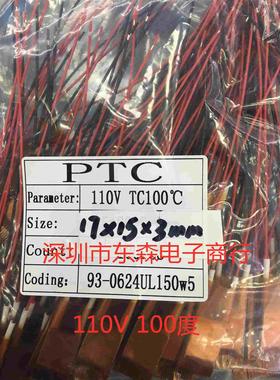 PTC
Parameter: 110V TC100℃
Size: 17x15x3mm
Count:
深圳市东森电子商行
Coding: 93-0624UL150w5
110V 100度